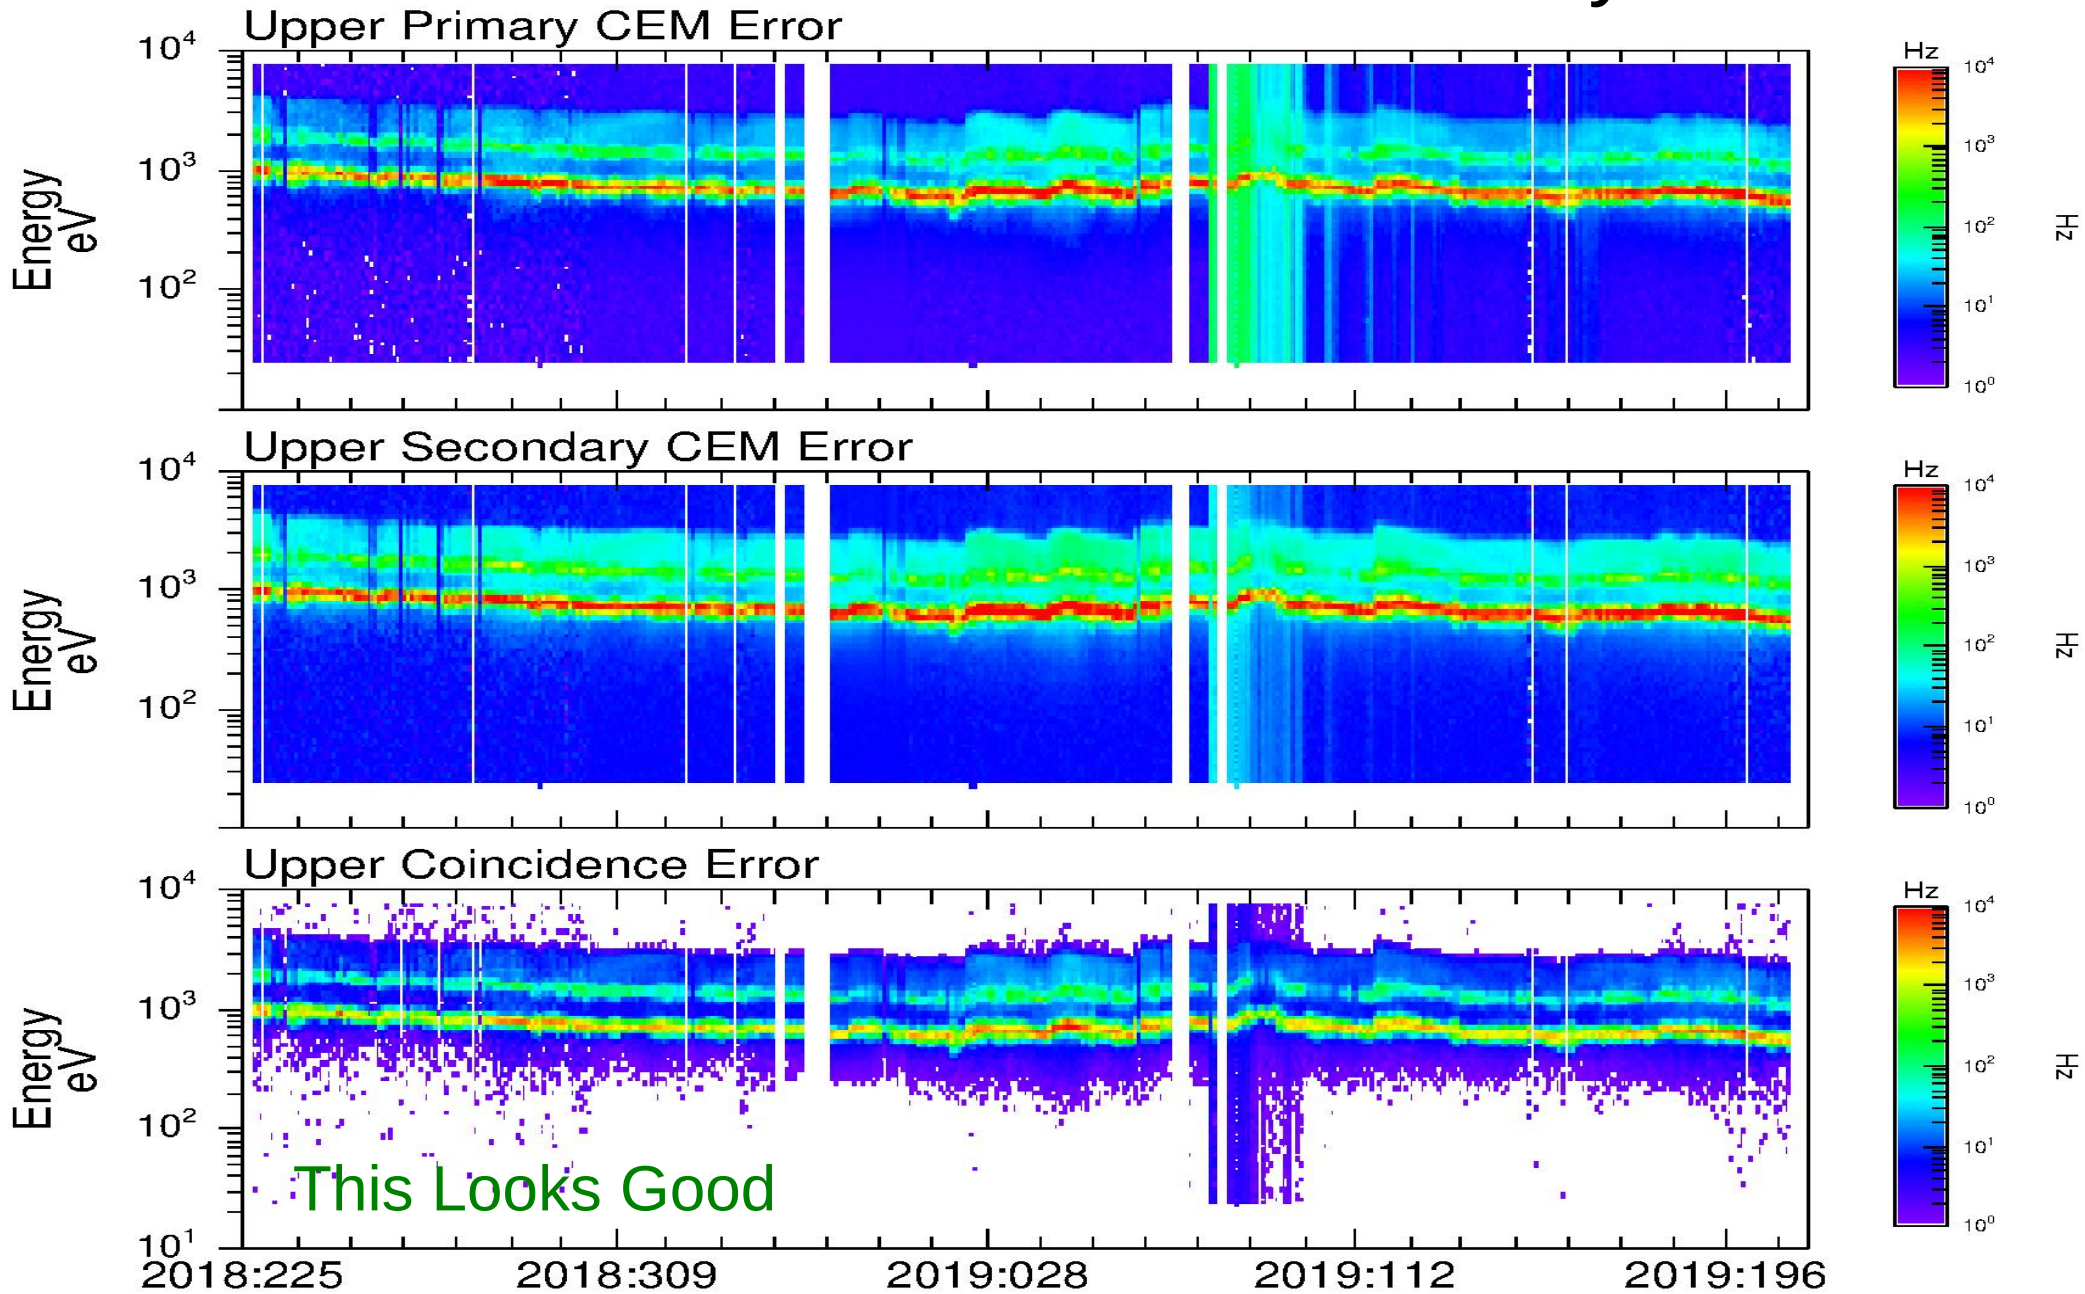 Upper Primary CEM Error
10⁴
10³
10²
Energy
eV
Hz
10⁴
10³
10²
10¹
10⁰
Hz
Upper Secondary CEM Error
10⁴
10³
10²
Energy
eV
Hz
10⁴
10³
10²
10¹
10⁰
Hz
Upper Coincidence Error
10⁴
10³
10²
10¹
Energy
eV
This Looks Good
Hz
10⁴
10³
10²
10¹
10⁰
Hz
2018:225 2018:309 2019:028 2019:112 2019:196